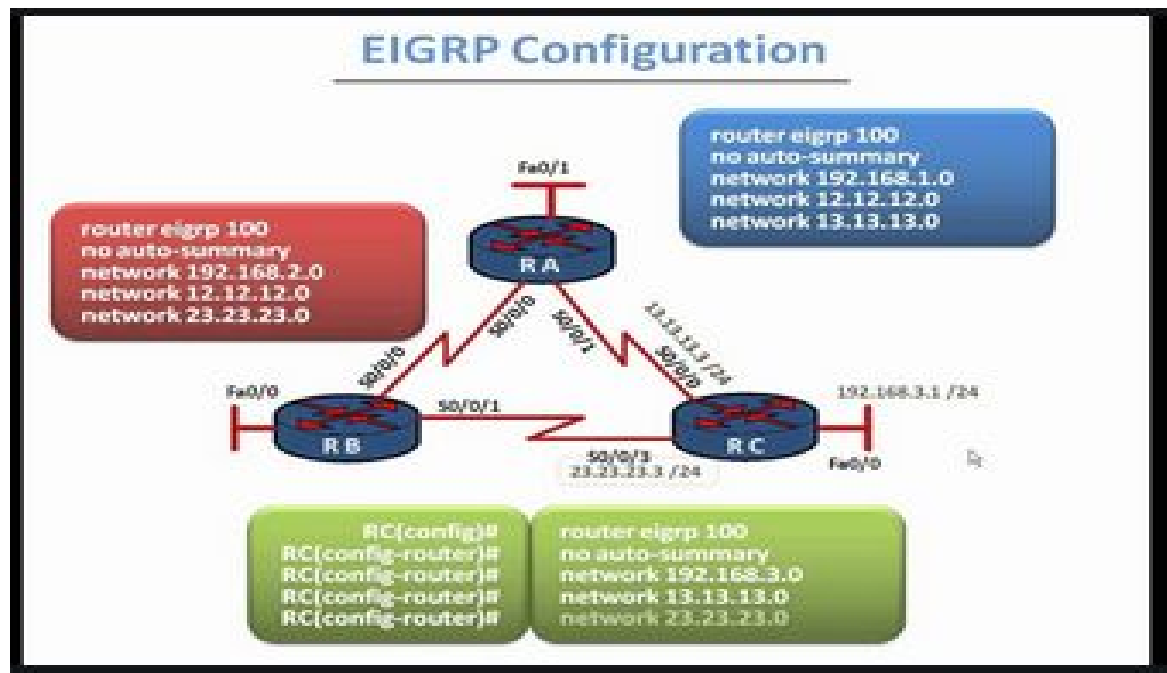 EIGRP Configuration
router eigrp 100
no auto-summary
network 192.168.1.0
network 12.12.12.0
network 13.13.13.0
Fa0/1
router eigrp 100
no auto-summary
network 192.168.2.0
network 12.12.12.0
network 23.23.23.0
R A
S0/0/0
S0/0/1
13.13.13.3 /24
S0/0/0
S0/0/0
Fa0/0
S0/0/1
192.168.3.1 /24
R B
R C
S0/0/3
23.23.23.3 /24
Fa0/0
RC(config)# router eigrp 100
RC(config-router)# no auto-summary
RC(config-router)# network 192.168.3.0
RC(config-router)# network 13.13.13.0
RC(config-router)# network 23.23.23.0